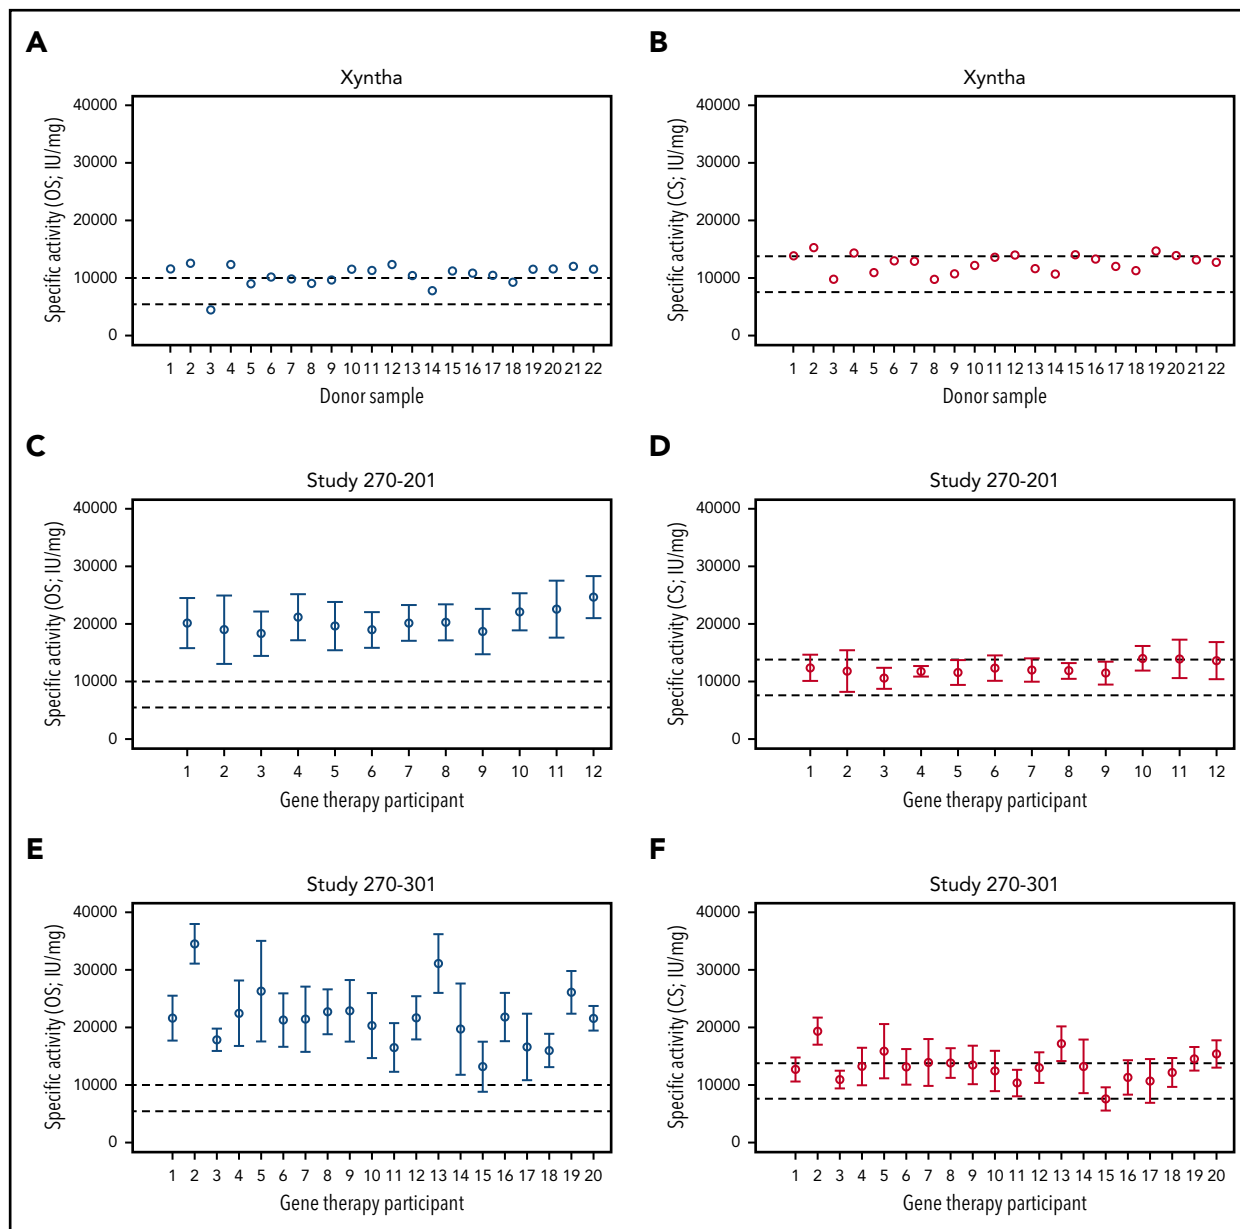 A
Xyntha
Specific activity (OS; IU/mg)
40000
30000
20000
10000
0
1 2 3 4 5 6 7 8 9 10 11 12 13 14 15 16 17 18 19 20 21 22
Donor sample
B
Xyntha
Specific activity (CS; IU/mg)
40000
30000
20000
10000
0
1 2 3 4 5 6 7 8 9 10 11 12 13 14 15 16 17 18 19 20 21 22
Donor sample
C
Study 270-201
Specific activity (OS; IU/mg)
40000
30000
20000
10000
0
1 2 3 4 5 6 7 8 9 10 11 12
Gene therapy participant
D
Study 270-201
Specific activity (CS; IU/mg)
40000
30000
20000
10000
0
1 2 3 4 5 6 7 8 9 10 11 12
Gene therapy participant
E
Study 270-301
Specific activity (OS; IU/mg)
40000
30000
20000
10000
0
1 2 3 4 5 6 7 8 9 10 11 12 13 14 15 16 17 18 19 20
Gene therapy participant
F
Study 270-301
Specific activity (CS; IU/mg)
40000
30000
20000
10000
0
1 2 3 4 5 6 7 8 9 10 11 12 13 14 15 16 17 18 19 20
Gene therapy participant